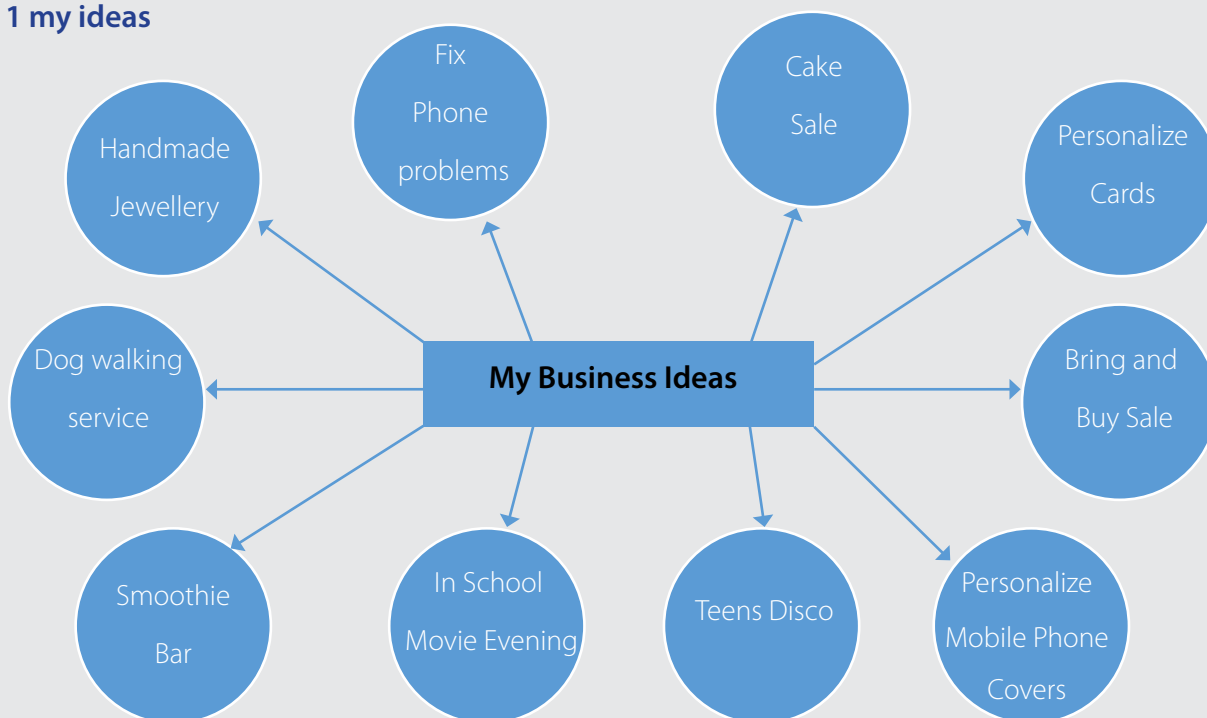 1 my ideas
Fix
Phone
problems
Cake
Sale
Handmade
Jewellery
Personalize
Cards
Dog walking
service
My Business Ideas
Bring and
Buy Sale
Smoothie
Bar
In School
Movie Evening
Teens Disco
Personalize
Mobile Phone
Covers